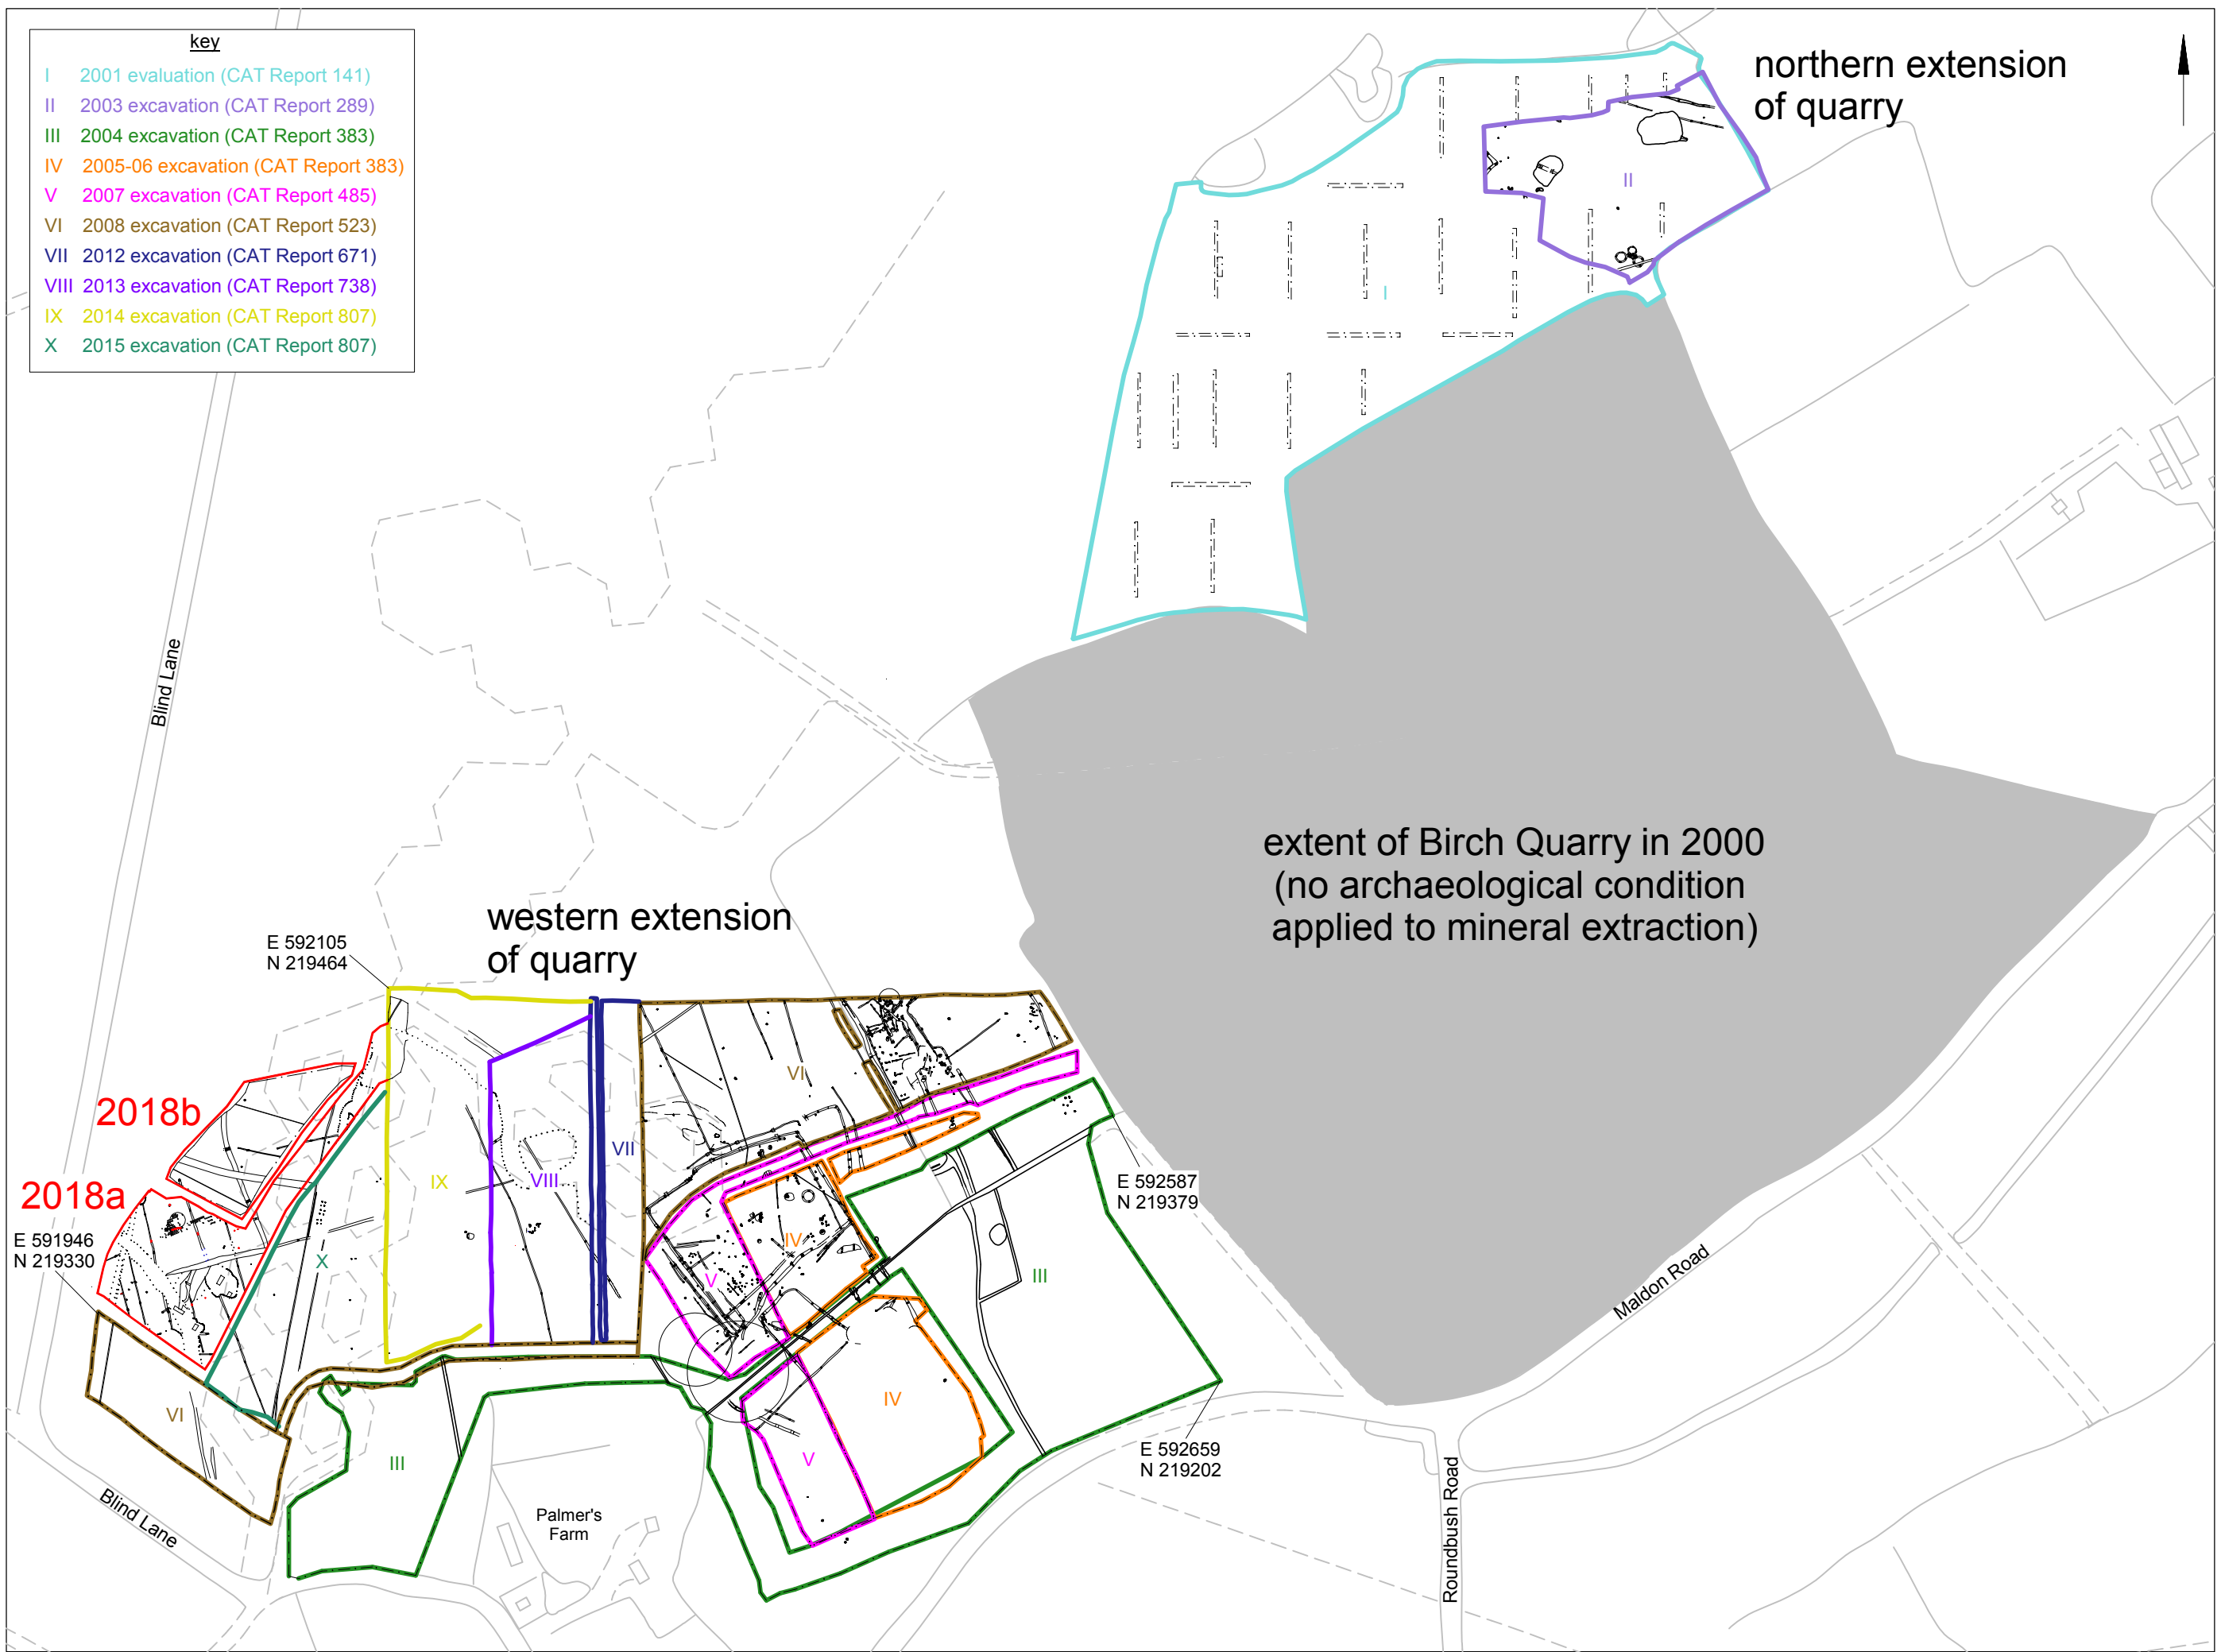 key
I 2001 evaluation (CAT Report 141)
II 2003 excavation (CAT Report 289)
III 2004 excavation (CAT Report 383)
IV 2005-06 excavation (CAT Report 383)
V 2007 excavation (CAT Report 485)
VI 2008 excavation (CAT Report 523)
VII 2012 excavation (CAT Report 671)
VIII 2013 excavation (CAT Report 738)
IX 2014 excavation (CAT Report 807)
X 2015 excavation (CAT Report 807)
northern extension
of quarry
II
I
Blind Lane
extent of Birch Quarry in 2000
(no archaeological condition
applied to mineral extraction)
western extension
of quarry
E 592105
N 219464
2018b
2018a
E 591946
N 219330
VI
VII
VIII
IX
X
IV
V
III
E 592587
N 219379
Maldon Road
IV
V
VI
III
E 592659
N 219202
Blind Lane
Palmer's
Farm
Roundbush Road